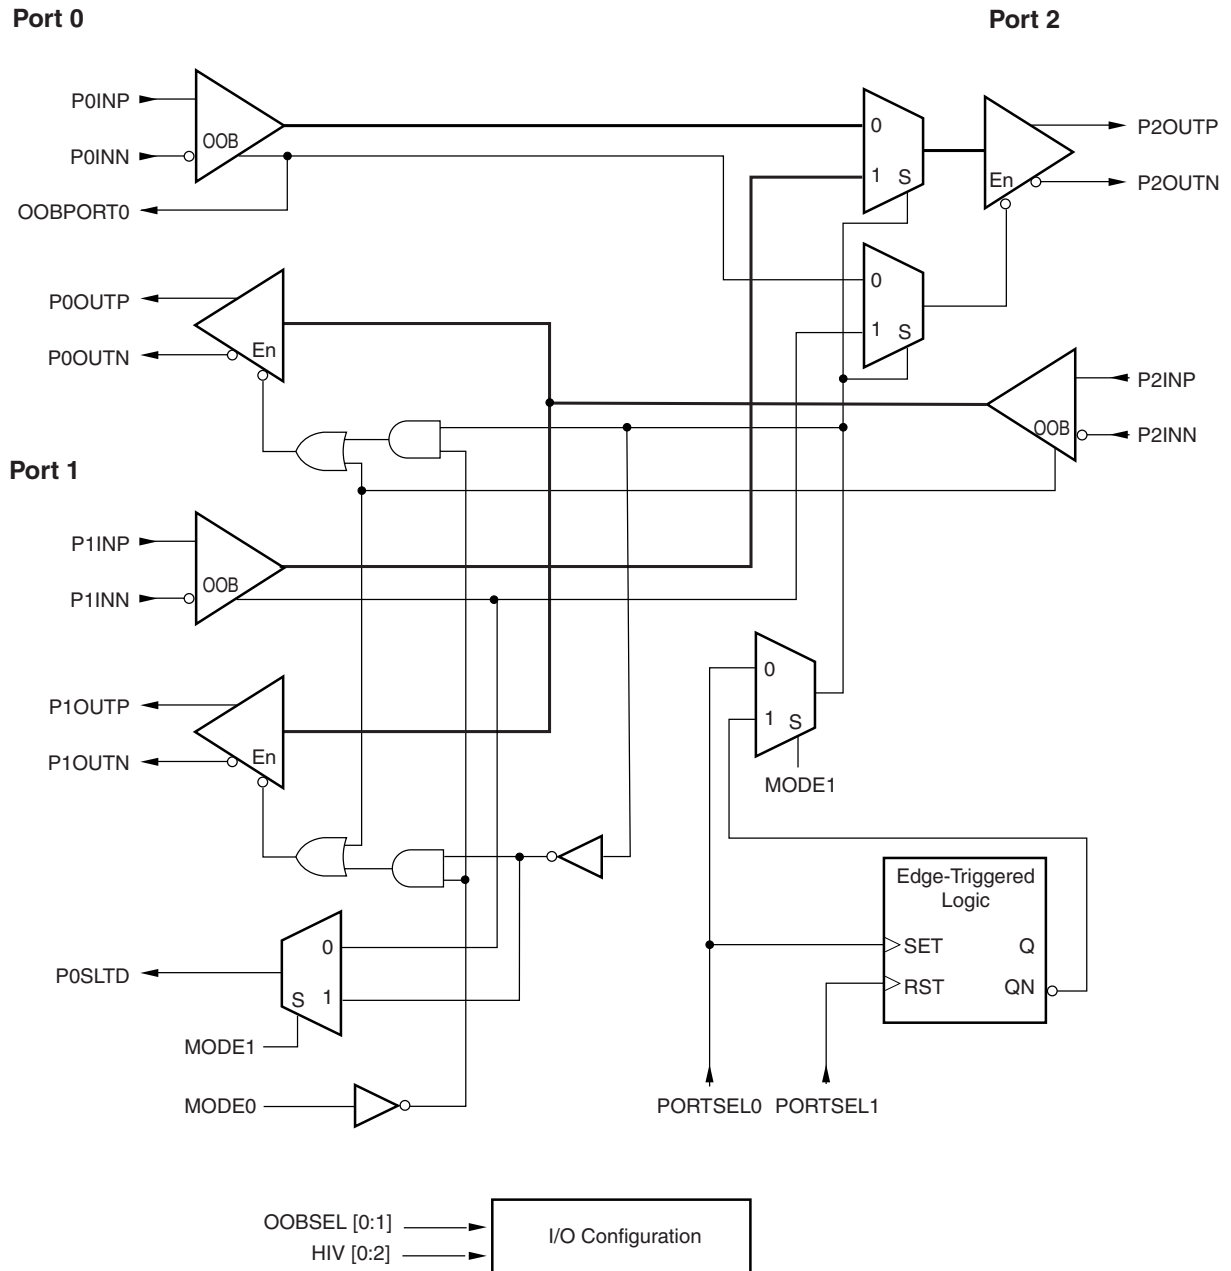 Port 0
Port 2
P0INP
P0INN
OOB
OOBPORT0
0
1 S
En
P2OUTP
P2OUTN
P0OUTP
P0OUTN
En
0
1 S
P2INP
P2INN
OOB
Port 1
P1INP
P1INN
OOB
0
1 S
MODE1
P1OUTP
P1OUTN
En
Edge-Triggered
Logic
SET Q
RST QN
P0SLTD
0
S 1
MODE1
MODE0
PORTSEL0 PORTSEL1
OOBSEL [0:1]
HIV [0:2]
I/O Configuration